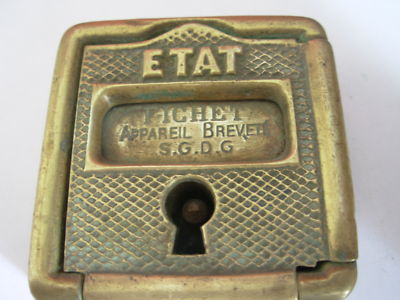 ETAT
FICHET
APPAREIL BREVETÉ
S.G.D.G